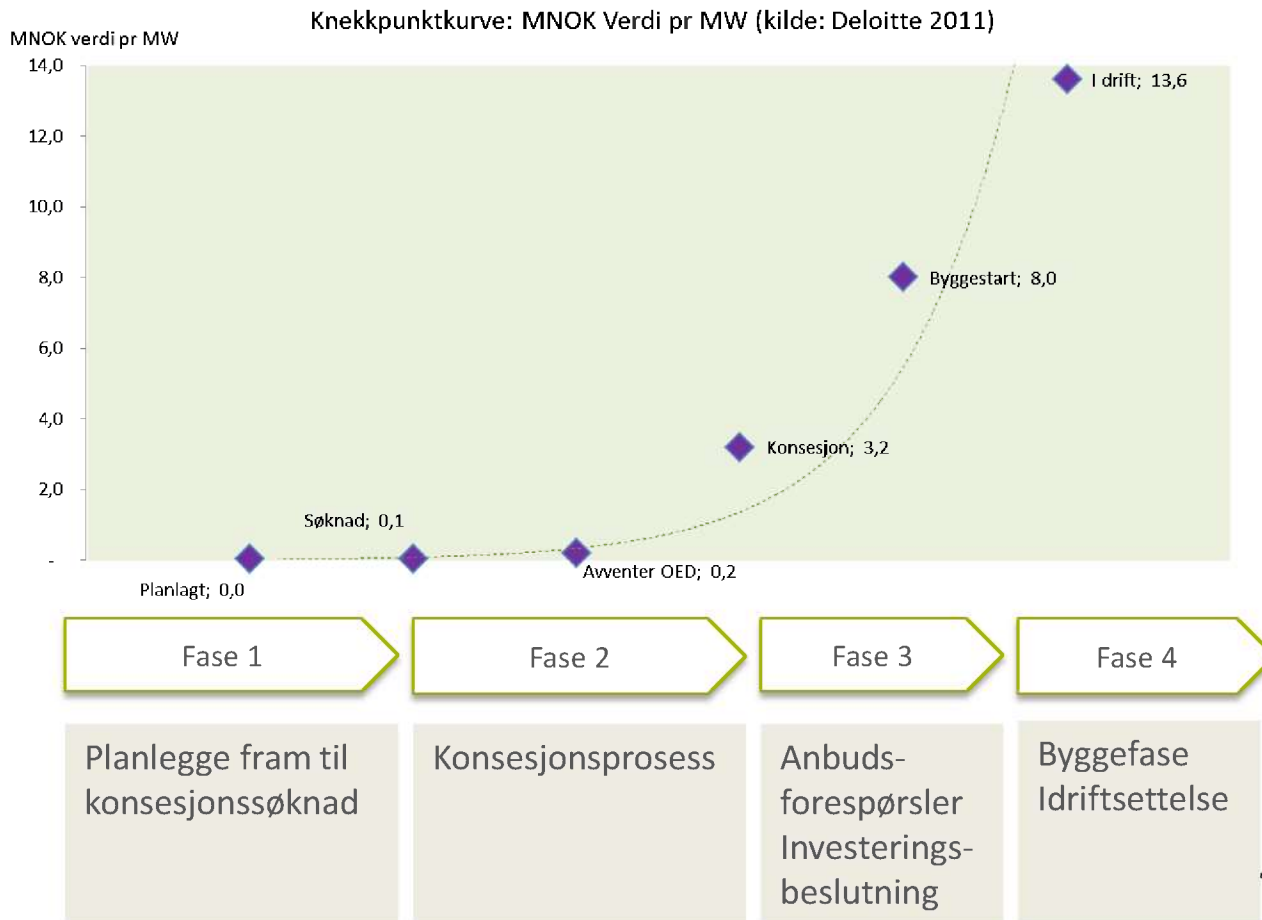 Knekkpunktkurve: MNOK Verdi pr MW (kilde: Deloitte 2011)
MNOK verdi pr MW
14,0
12,0
10,0
8,0
6,0
4,0
2,0
-
I drift; 13,6
Byggestart; 8,0
Konsesjon; 3,2
Søknad; 0,1
Avventer OED; 0,2
Planlagt; 0,0
Fase 1
Fase 2
Fase 3
Fase 4
Planlegge fram til
konsesjonssøknad
Konsesjonsprosess
Anbuds-
forespørsler
Investerings-
beslutning
Byggefase
Idriftsettelse